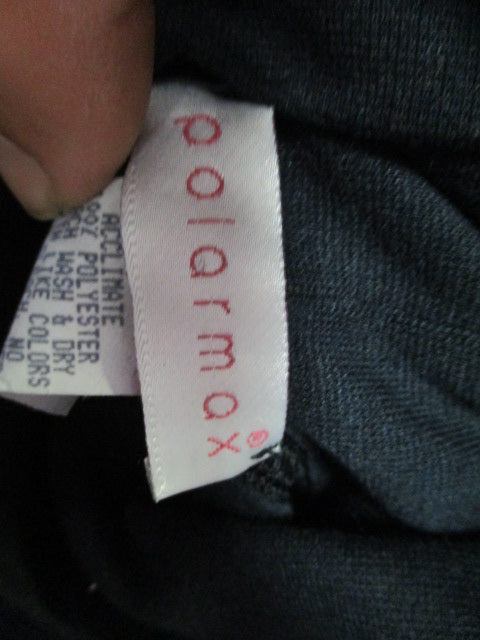 polarmax®
ACCLIMATE
POLYESTER
WASH & DRY
LIKE COLORS
NO